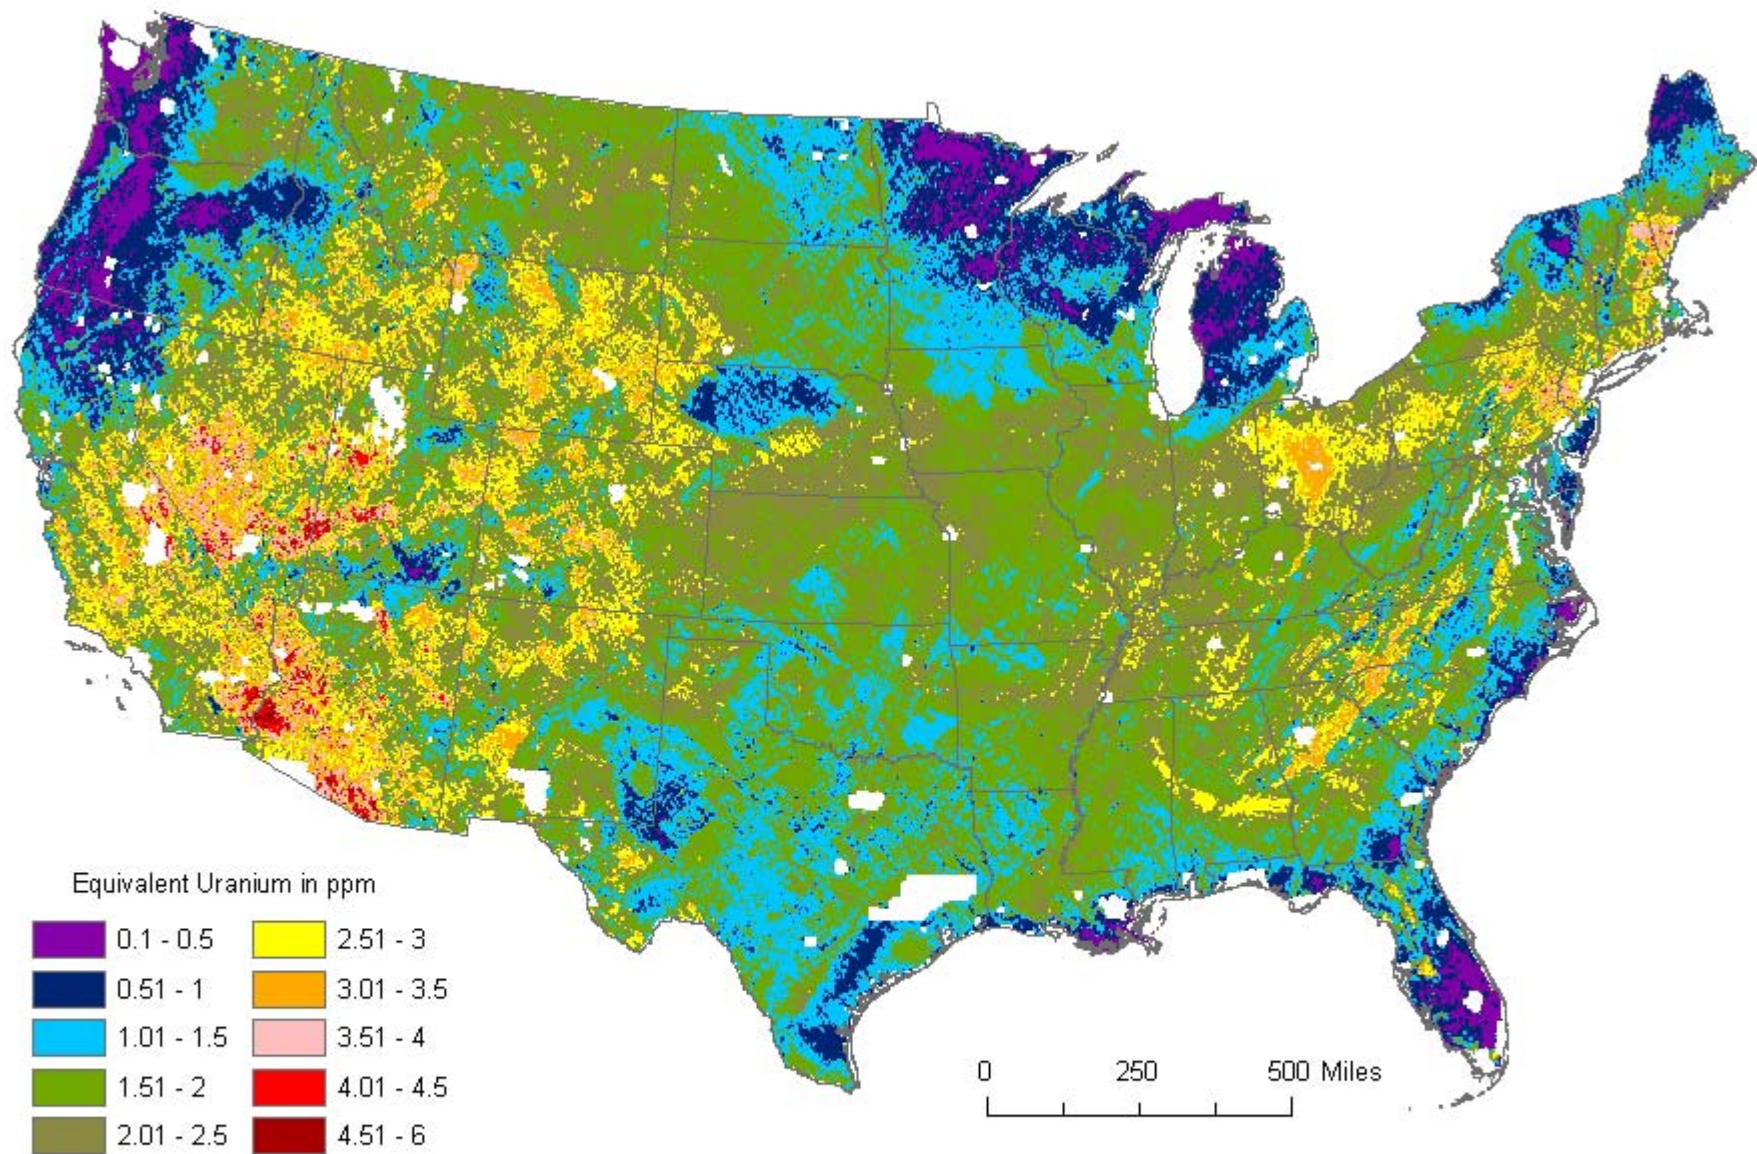 Equivalent Uranium in ppm
0.1 - 0.5 2.51 - 3
0.51 - 1 3.01 - 3.5
1.01 - 1.5 3.51 - 4
1.51 - 2 4.01 - 4.5
2.01 - 2.5 4.51 - 6
0 250 500 Miles